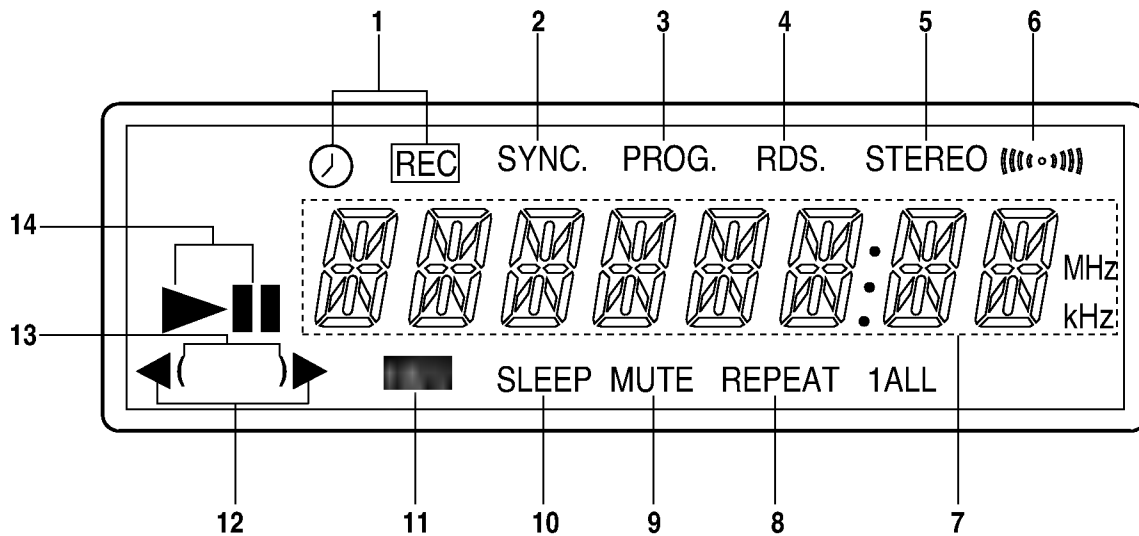 1 2 3 4 5 6
REC SYNC. PROG. RDS. STEREO
14
MHz
kHz
13
SLEEP MUTE REPEAT 1ALL
12 11 10 9 8 7